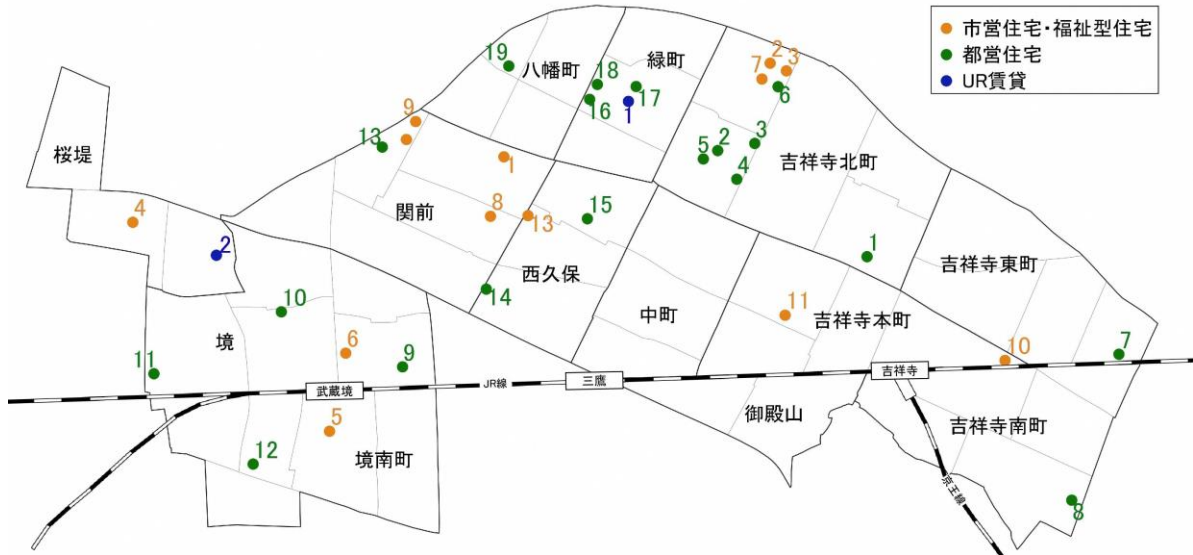 市営住宅・福祉型住宅
都営住宅
UR賃貸
19
八幡町
18
緑町
17
16
1
2
3
7
6
5
2
3
4
吉祥寺北町
9
13
1
桜堤
4
2
関前
8
13
15
西久保
14
1
吉祥寺東町
中町
11
吉祥寺本町
10
7
10
境
6
9
11
武蔵境
JR線
三鷹
吉祥寺
5
境南町
12
御殿山
吉祥寺南町
京王線
8